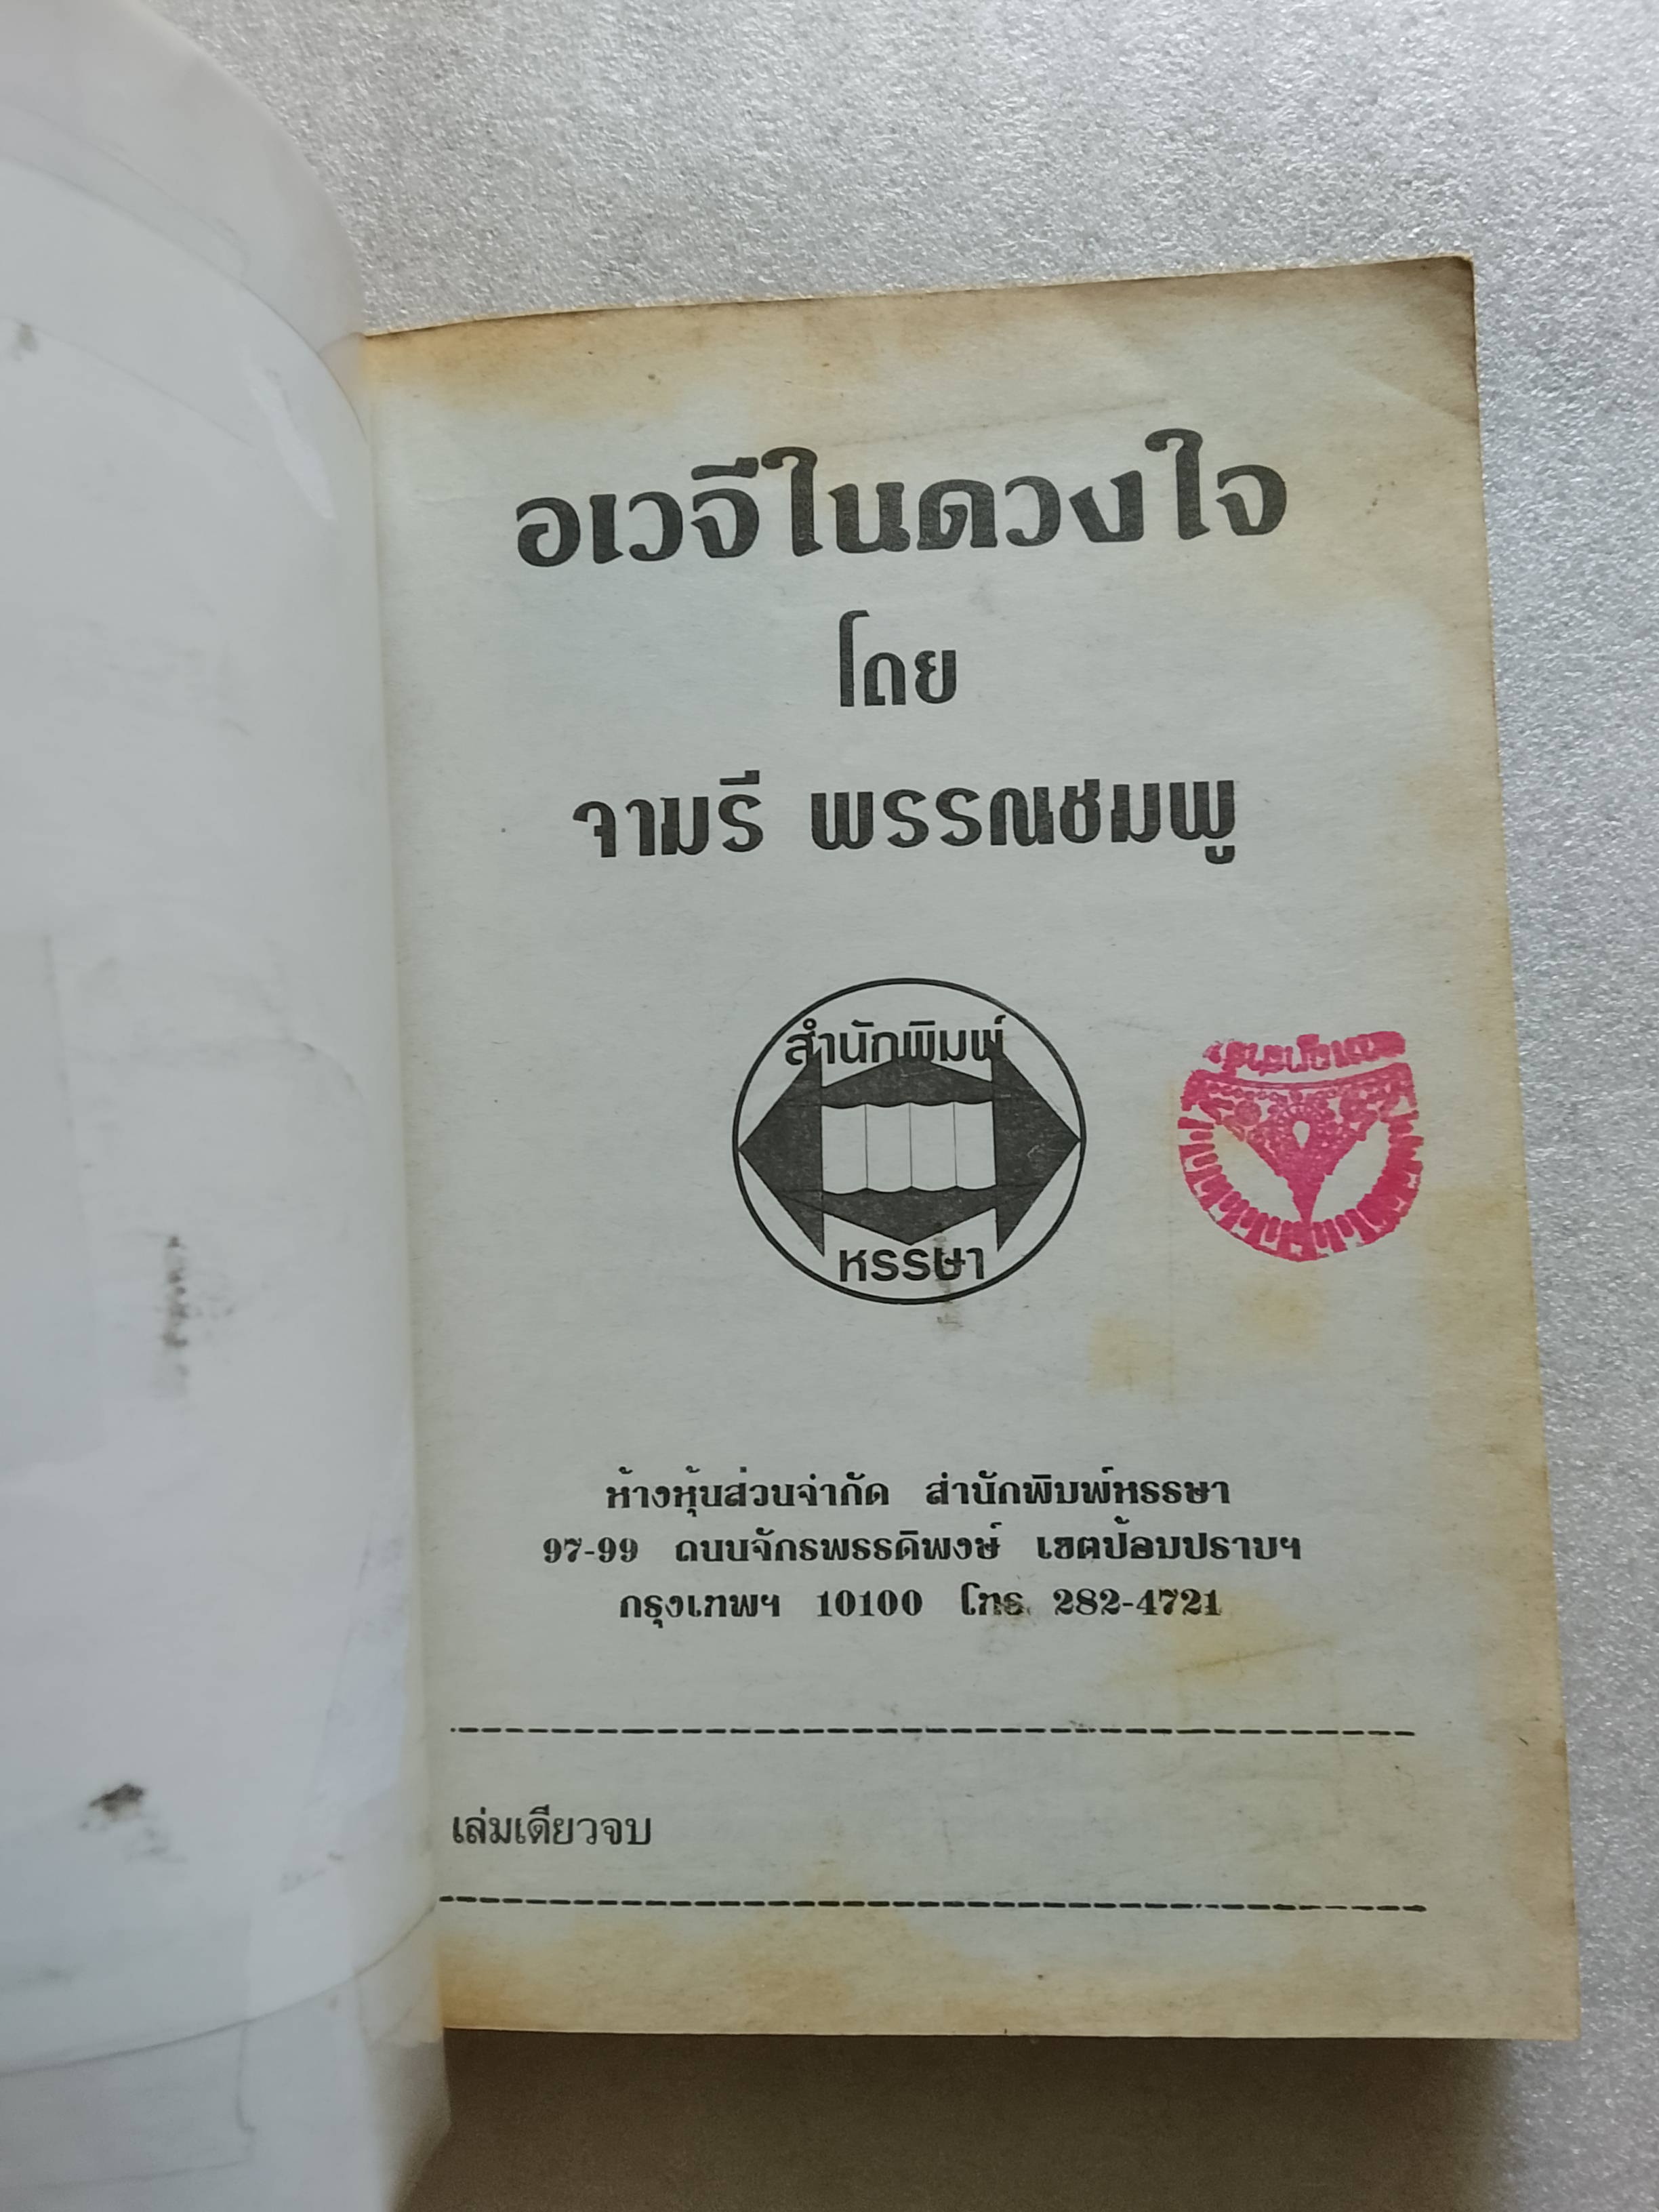 อเวจีในดวงใจ
โดย
จามรี พรรณชมพู
สำนักพิมพ์
หรรษา
ห้างหุ้นส่วนจำกัด สำนักพิมพ์หรรษา
97-99 ถนนจักรพรรดิพงษ์ เขตป้อมปราบฯ
กรุงเทพฯ 10100 โทร. 282-4721
เล่มเดียวจบ